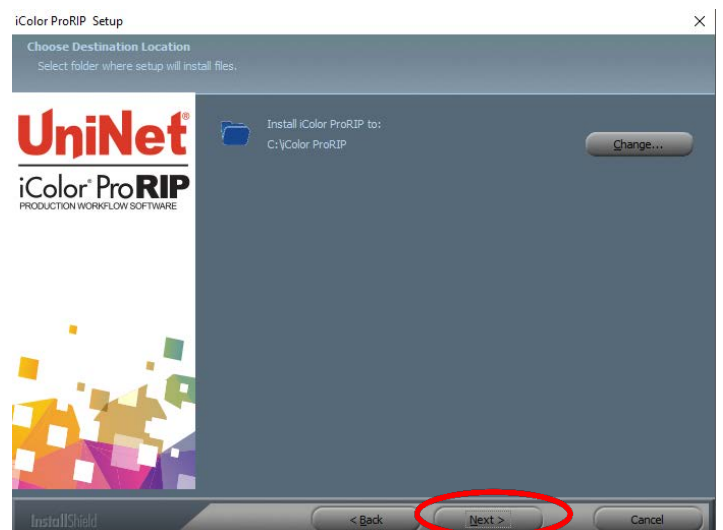 iColor ProRIP Setup
Choose Destination Location
Select folder where setup will install files.
UniNet®
iColor® ProRIP
PRODUCTION WORKFLOW SOFTWARE
Install iColor ProRIP to:
C:\iColor ProRIP
Change...
InstallShield
< Back
Next >
Cancel